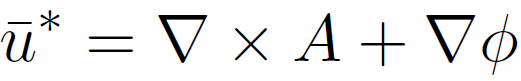 ū* = ∇ × A + ∇ϕ